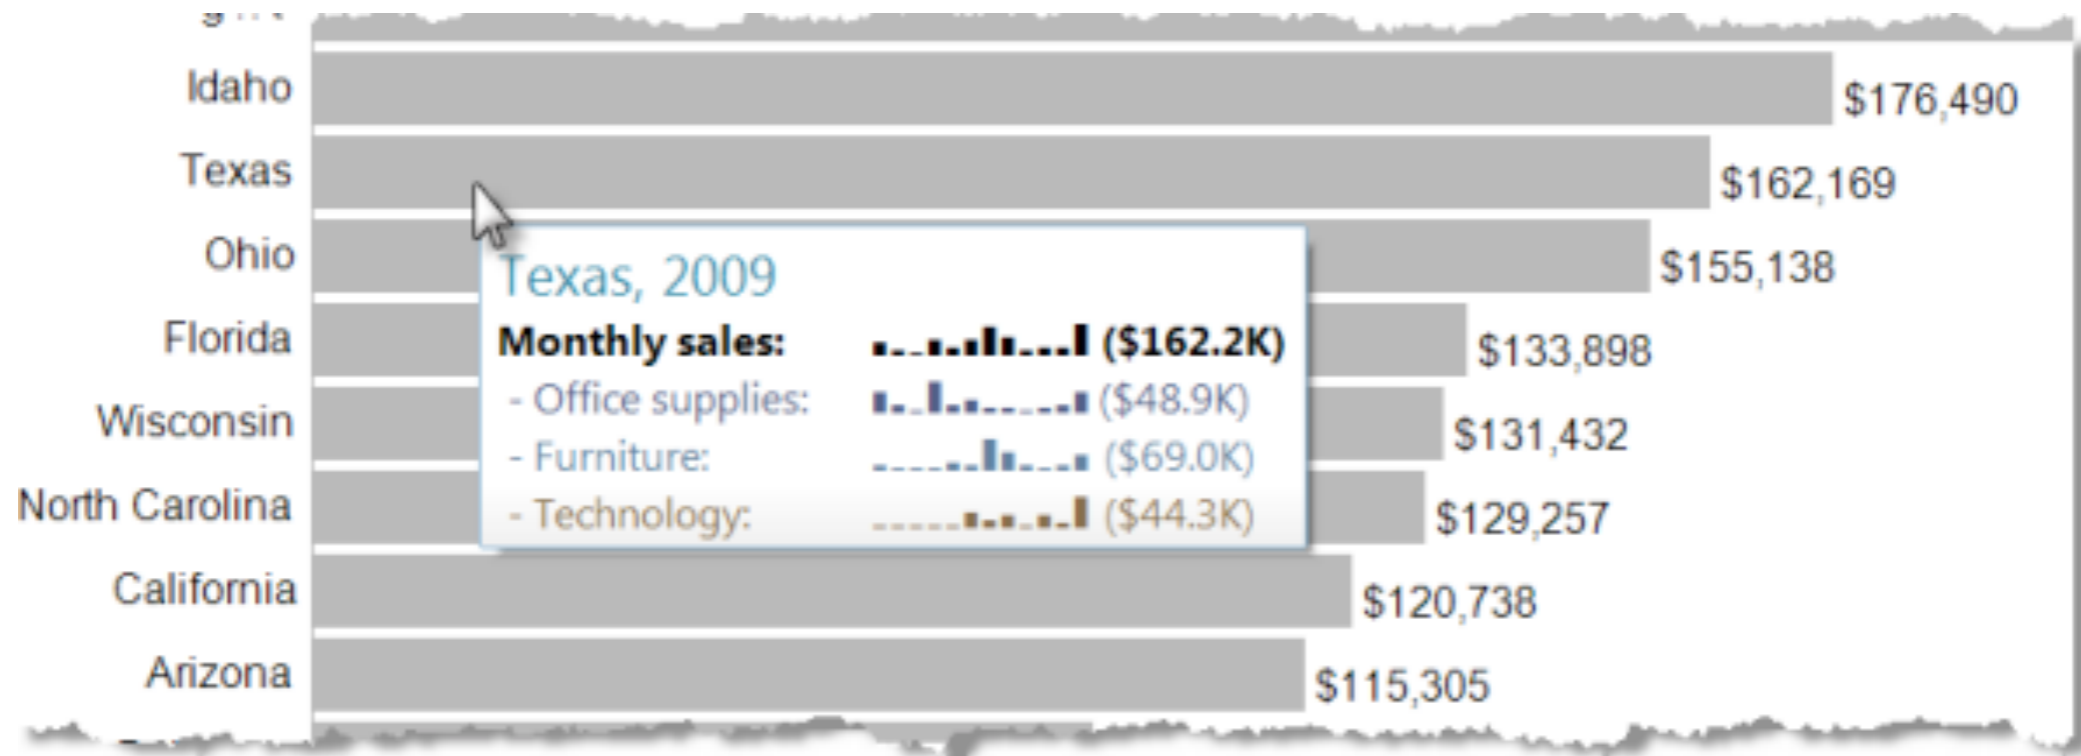 Idaho $176,490
Texas $162,169
Ohio $155,138
Florida $133,898
Wisconsin $131,432
North Carolina $129,257
California $120,738
Arizona $115,305
Texas, 2009
Monthly sales: ($162.2K)
- Office supplies: ($48.9K)
- Furniture: ($69.0K)
- Technology: ($44.3K)